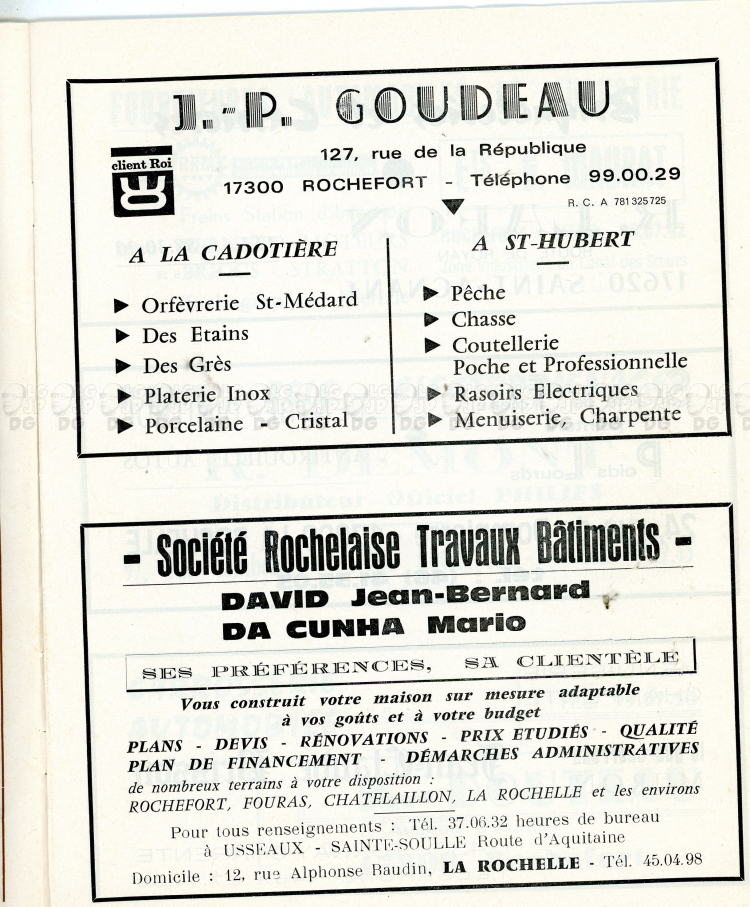 J.-P. GOUDEAU
client Roi
127, rue de la République
17300 ROCHEFORT - Téléphone 99.00.29
R. C. A 781 325 725
A LA CADOTIÈRE
Orfèvrerie St-Médard
Des Etains
Des Grès
Platerie Inox
Porcelaine - Cristal
A ST-HUBERT
Pêche
Chasse
Coutellerie
Poche et Professionnelle
Rasoirs Electriques
Menuiserie, Charpente
- Société Rochelaise Travaux Bâtiments -
DAVID Jean-Bernard
DA CUNHA Mario
SES PRÉFÉRENCES, SA CLIENTÈLE
Vous construit votre maison sur mesure adaptable
à vos goûts et à votre budget
PLANS - DEVIS - RÉNOVATIONS - PRIX ETUDIÉS - QUALITÉ
PLAN DE FINANCEMENT - DÉMARCHES ADMINISTRATIVES
de nombreux terrains à votre disposition :
ROCHEFORT, FOURAS, CHATELAILLON, LA ROCHELLE et les environs
Pour tous renseignements : Tél. 37.06.32 heures de bureau
à USSEAUX - SAINTE-SOULLE Route d'Aquitaine
Domicile : 12, rue Alphonse Baudin, LA ROCHELLE - Tél. 45.04.98